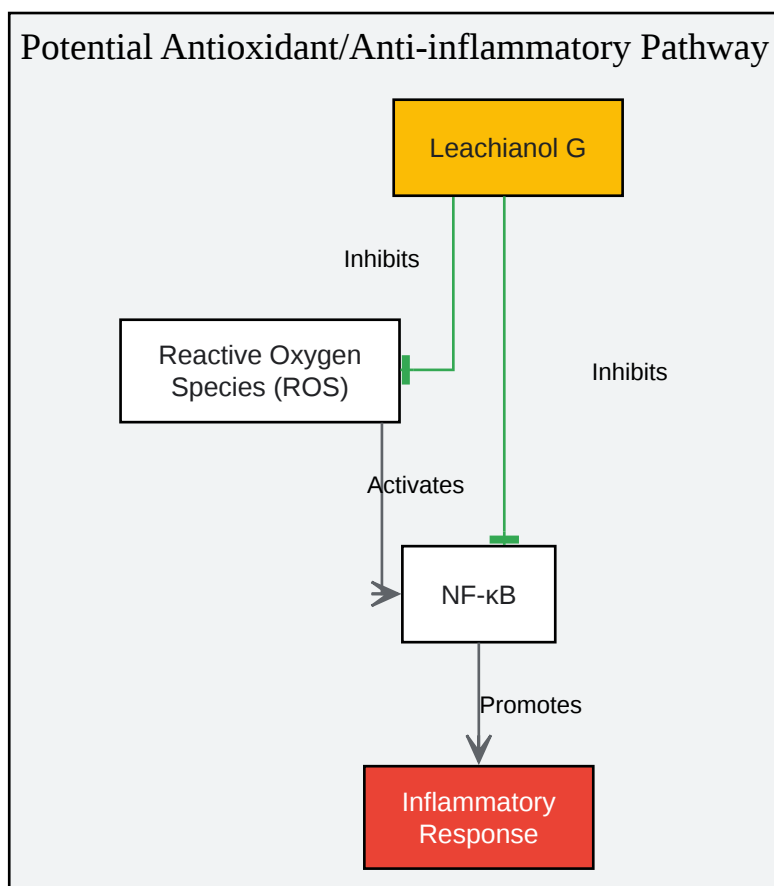 Potential Antioxidant/Anti-inflammatory Pathway
Leachianol G
Inhibits
Reactive Oxygen
Species (ROS)
Inhibits
Activates
NF-κB
Promotes
Inflammatory
Response